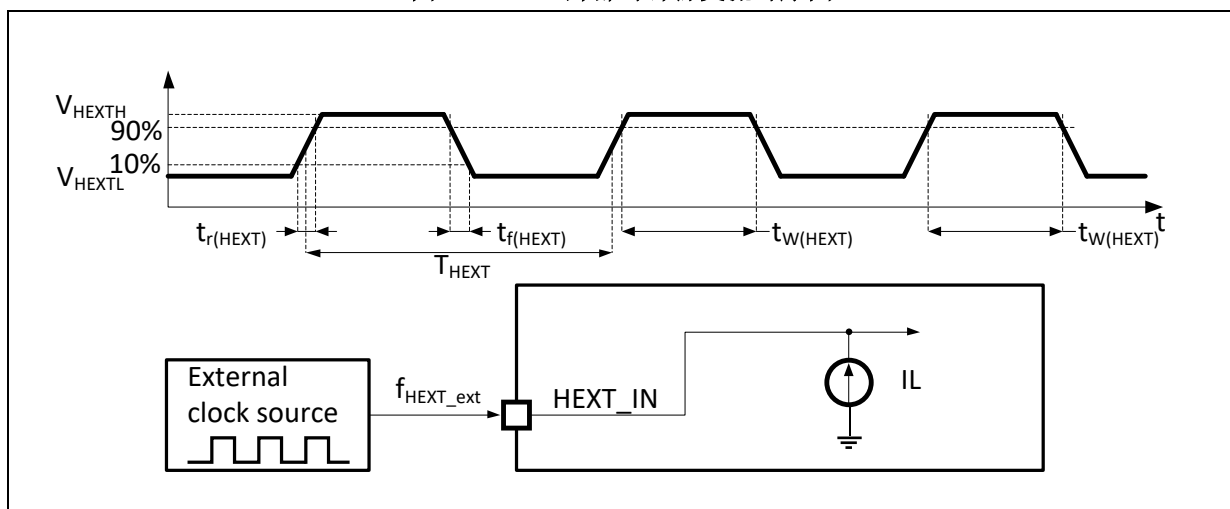 V_HEXTH
90%
10%
V_HEXTL
t
t_r(HEXT)
t_f(HEXT)
t_W(HEXT)
t_W(HEXT)
T_HEXT
External
clock source
f_HEXT_ext
HEXT_IN
IL